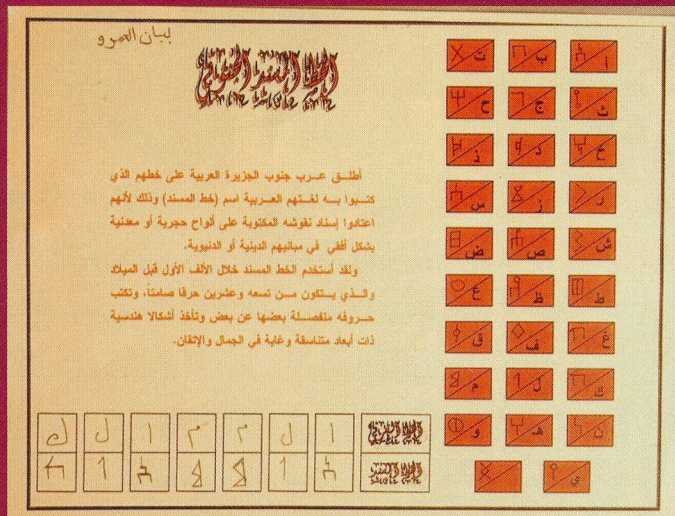 لبنان العمرو
الخط المسند الجنوبي
أطلق عرب جنوب الجزيرة العربية على خطهم الذي
كتبوا به لغتهم العربية اسم (خط المسند) وذلك لأنهم
اعتادوا إسناد نقوشه المكتوبة على ألواح حجرية أو معدنية
بشكل أفقي في مبانيهم الدينية أو الدنيوية.
ولقد أستخدم الخط المسند خلال الألف الأول قبل الميلاد
والذي يستكون من تسعه وعشرين حرفا صامتا، وتكتب
حروفه منفصلة بعضها عن بعض وتأخذ أشكالا هندسية
ذات أبعاد متناسقة وغاية في الجمال والإتقان.
ا ب ت
ث ج ح
خ د ذ
ر ز س
ش ص ض
ط ظ ع
غ ف ق
ك ل م
ن هـ و
ي
ا ل م م ا ل ك